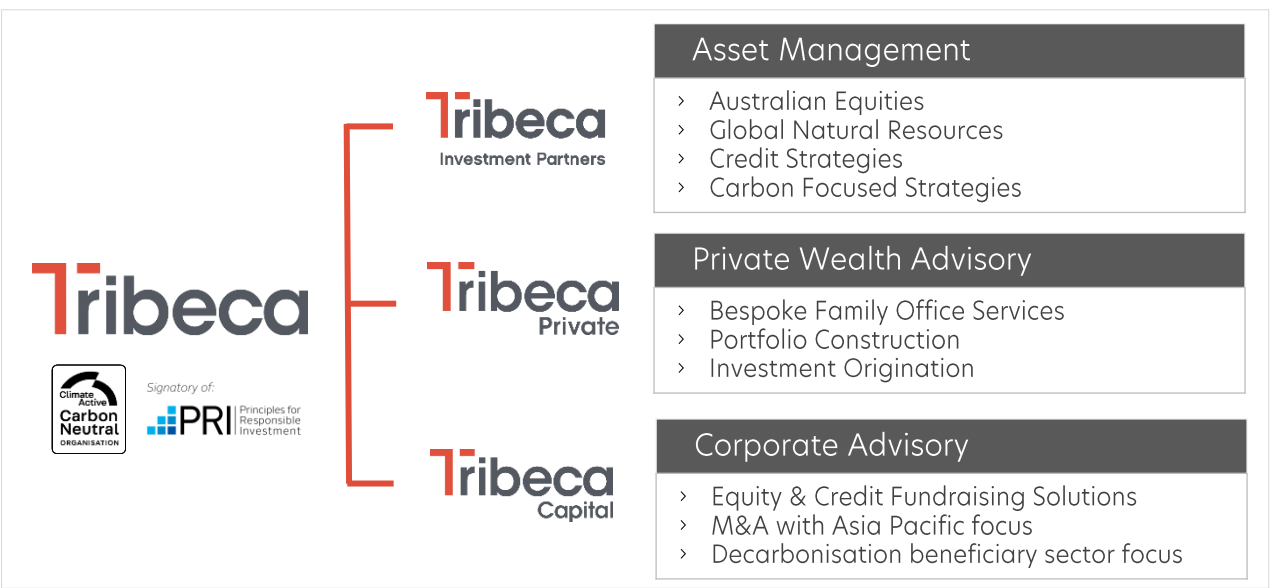 Tribeca
Climate
Active
Carbon
Neutral
ORGANISATION
Signatory of:
PRI
Principles for
Responsible
Investment
Tribeca
Investment Partners
Asset Management
› Australian Equities
› Global Natural Resources
› Credit Strategies
› Carbon Focused Strategies
Tribeca
Private
Private Wealth Advisory
› Bespoke Family Office Services
› Portfolio Construction
› Investment Origination
Tribeca
Capital
Corporate Advisory
› Equity & Credit Fundraising Solutions
› M&A with Asia Pacific focus
› Decarbonisation beneficiary sector focus